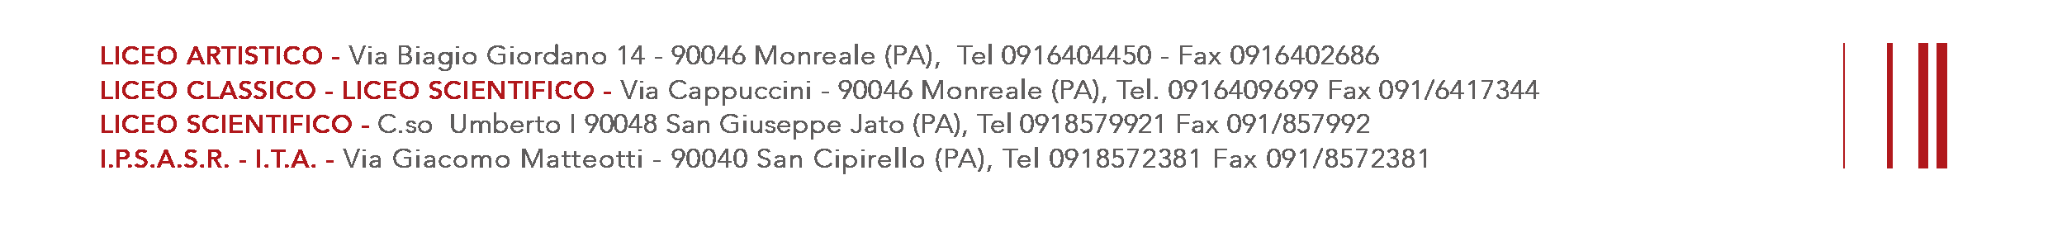 LICEO ARTISTICO - Via Biagio Giordano 14 - 90046 Monreale (PA),  Tel 0916404450 - Fax 0916402686
LICEO CLASSICO - LICEO SCIENTIFICO - Via Cappuccini - 90046 Monreale (PA), Tel. 0916409699 Fax 091/6417344
LICEO SCIENTIFICO - C.so  Umberto I 90048 San Giuseppe Jato (PA), Tel 0918579921 Fax 091/857992
I.P.S.A.S.R. - I.T.A. - Via Giacomo Matteotti - 90040 San Cipirello (PA), Tel 0918572381 Fax 091/8572381